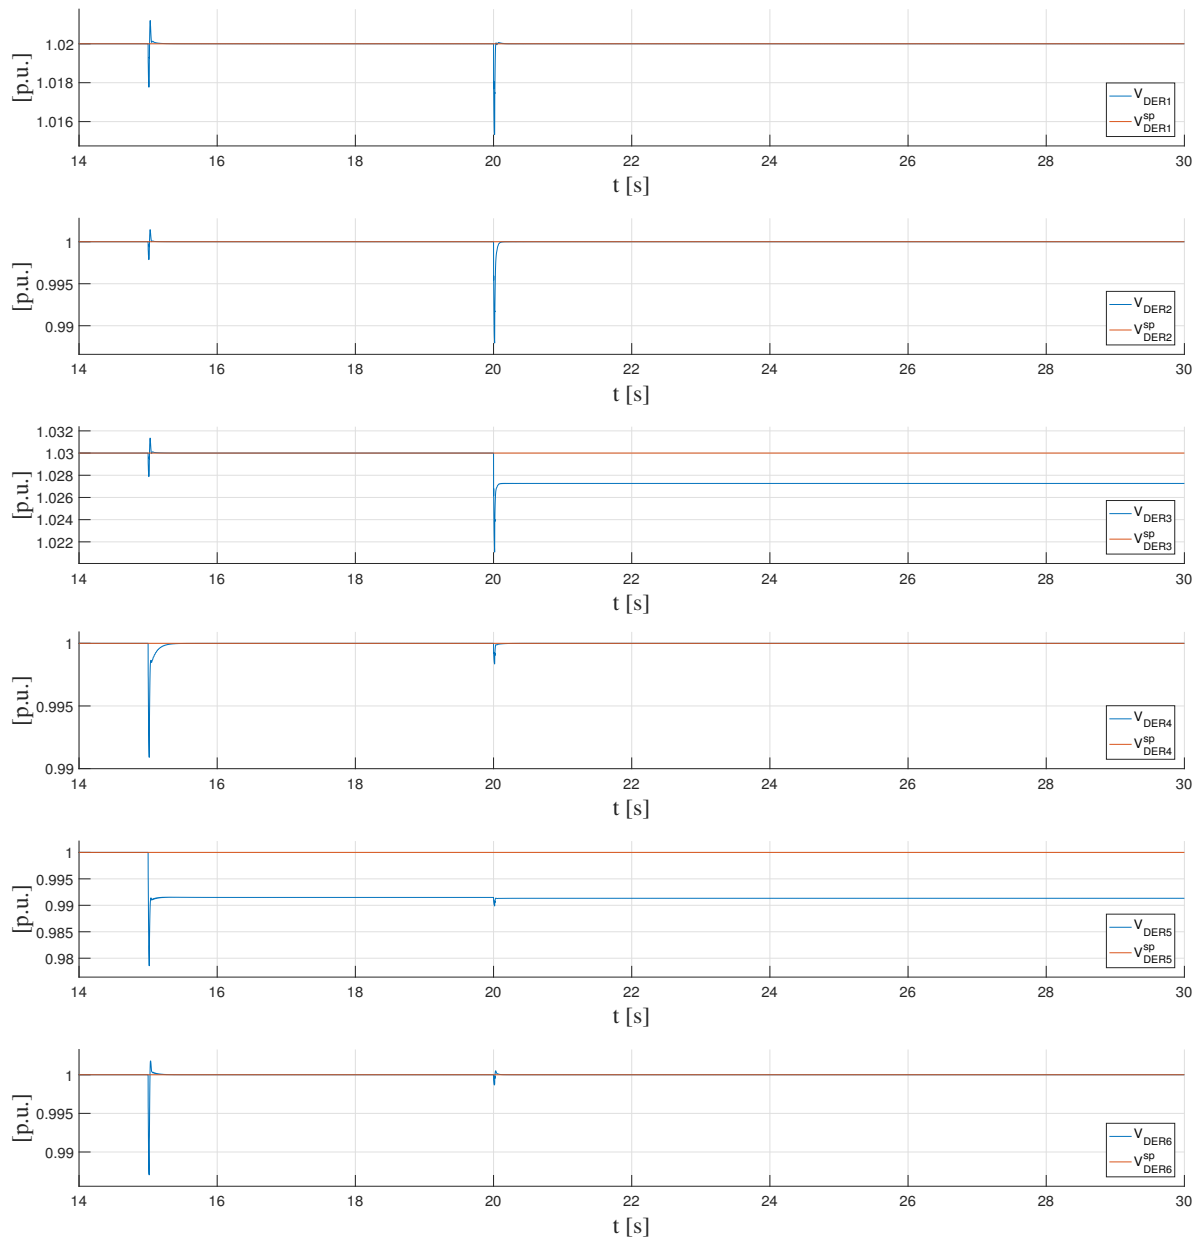 [p.u.]
1.02
1.018
1.016
14 16 18 20 22 24 26 28 30
t [s]
V_DER1
V^sp_DER1
[p.u.]
1
0.995
0.99
14 16 18 20 22 24 26 28 30
t [s]
V_DER2
V^sp_DER2
[p.u.]
1.032
1.03
1.028
1.026
1.024
1.022
14 16 18 20 22 24 26 28 30
t [s]
V_DER3
V^sp_DER3
[p.u.]
1
0.995
0.99
14 16 18 20 22 24 26 28 30
t [s]
V_DER4
V^sp_DER4
[p.u.]
1
0.995
0.99
0.985
0.98
14 16 18 20 22 24 26 28 30
t [s]
V_DER5
V^sp_DER5
[p.u.]
1
0.995
0.99
14 16 18 20 22 24 26 28 30
t [s]
V_DER6
V^sp_DER6